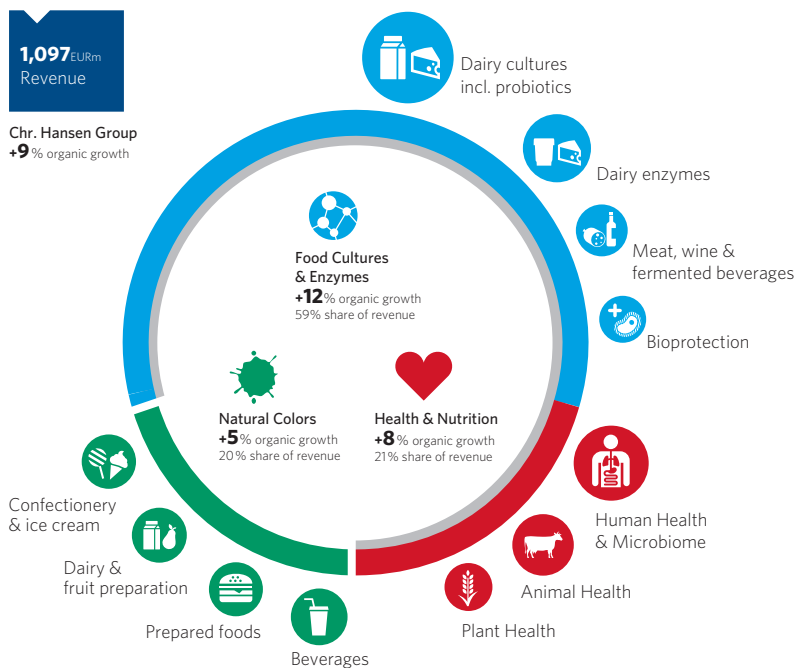 1,097 EURm
Revenue
Chr. Hansen Group
+9 % organic growth
Dairy cultures
incl. probiotics
Dairy enzymes
Meat, wine &
fermented beverages
Bioprotection
Food Cultures
& Enzymes
+12 % organic growth
59% share of revenue
Natural Colors
+5 % organic growth
20 % share of revenue
Health & Nutrition
+8 % organic growth
21 % share of revenue
Confectionery
& ice cream
Dairy &
fruit preparation
Prepared foods
Beverages
Human Health
& Microbiome
Animal Health
Plant Health